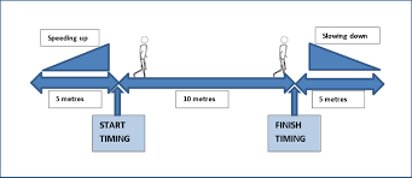 Speeding up
Slowing down
5 metres
10 metres
5 metres
START
TIMING
FINISH
TIMING